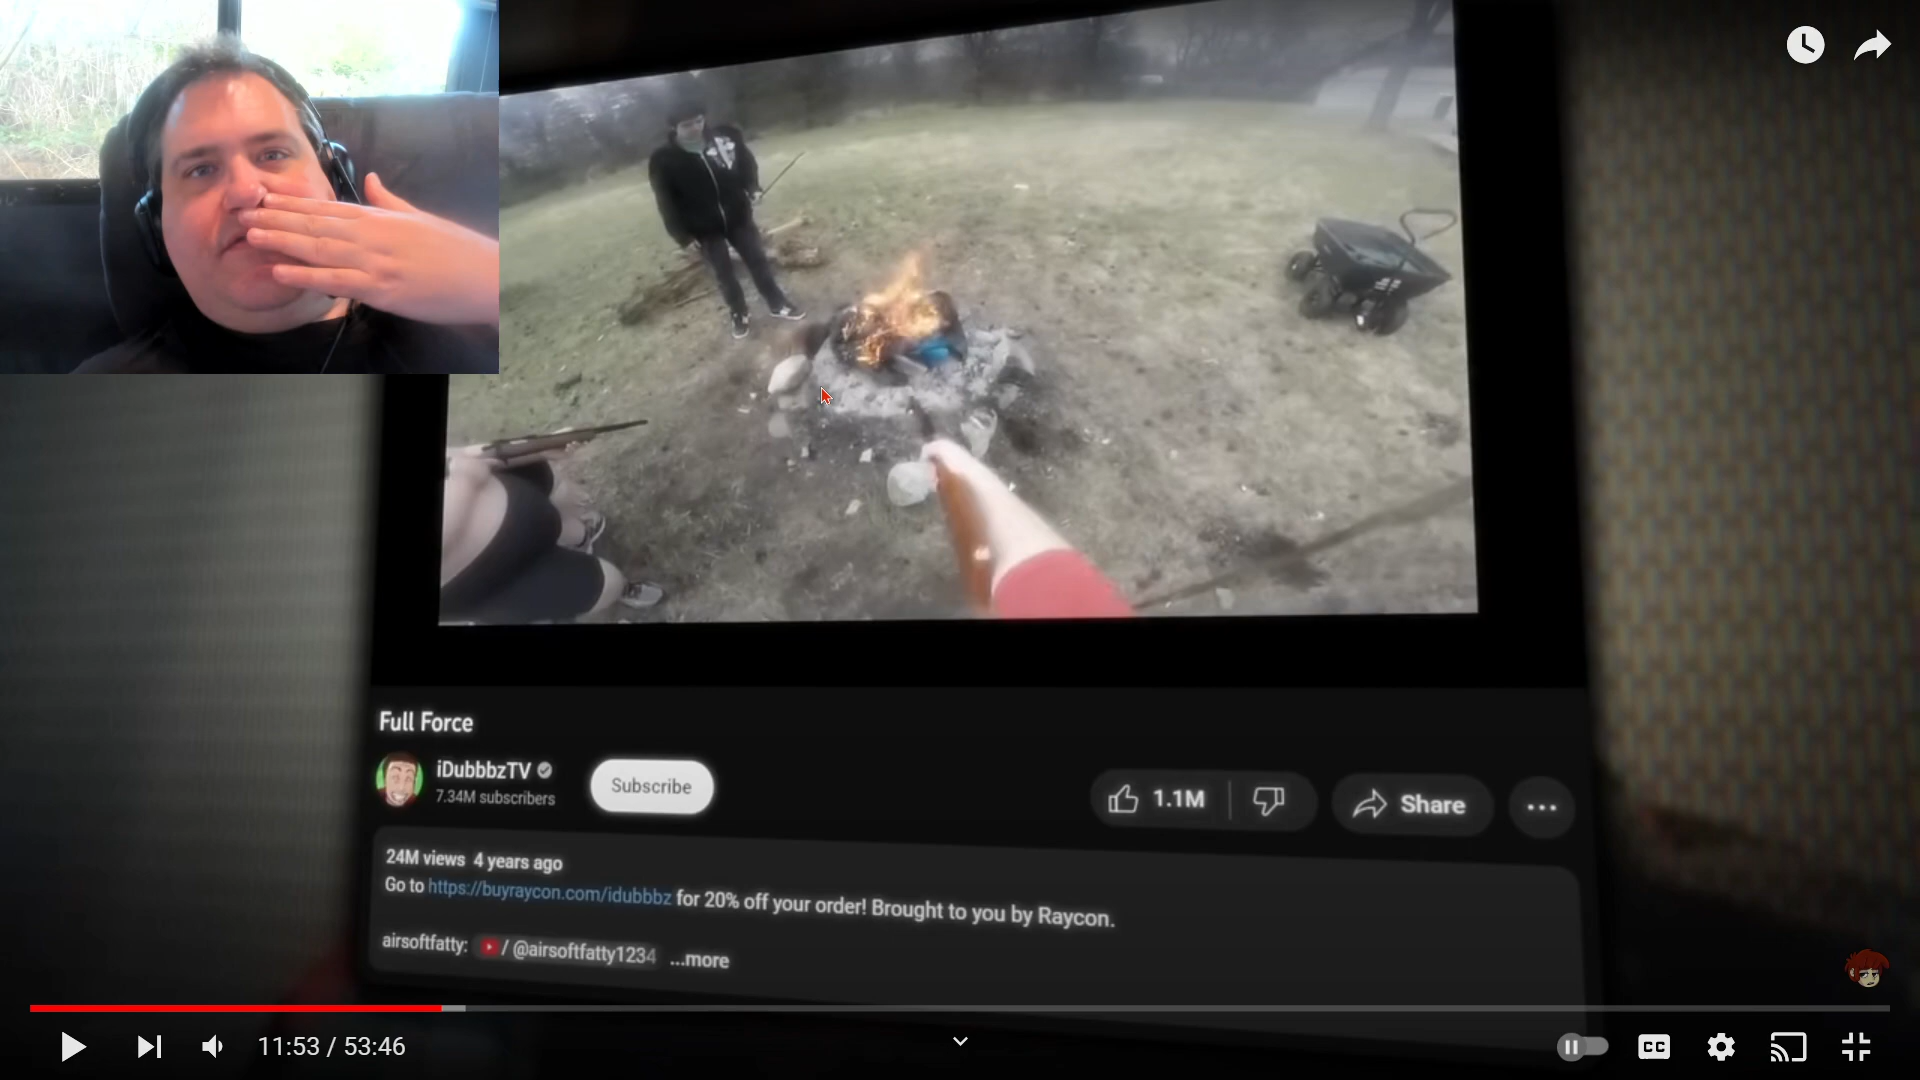 Full Force
iDubbbzTV
7.34M subscribers
Subscribe
1.1M
Share
24M views 4 years ago
Go to https://buyraycon.com/idubbbz for 20% off your order! Brought to you by Raycon.
airsoftfatty: / @airsoftfatty1234 ...more
11:53 / 53:46
CC